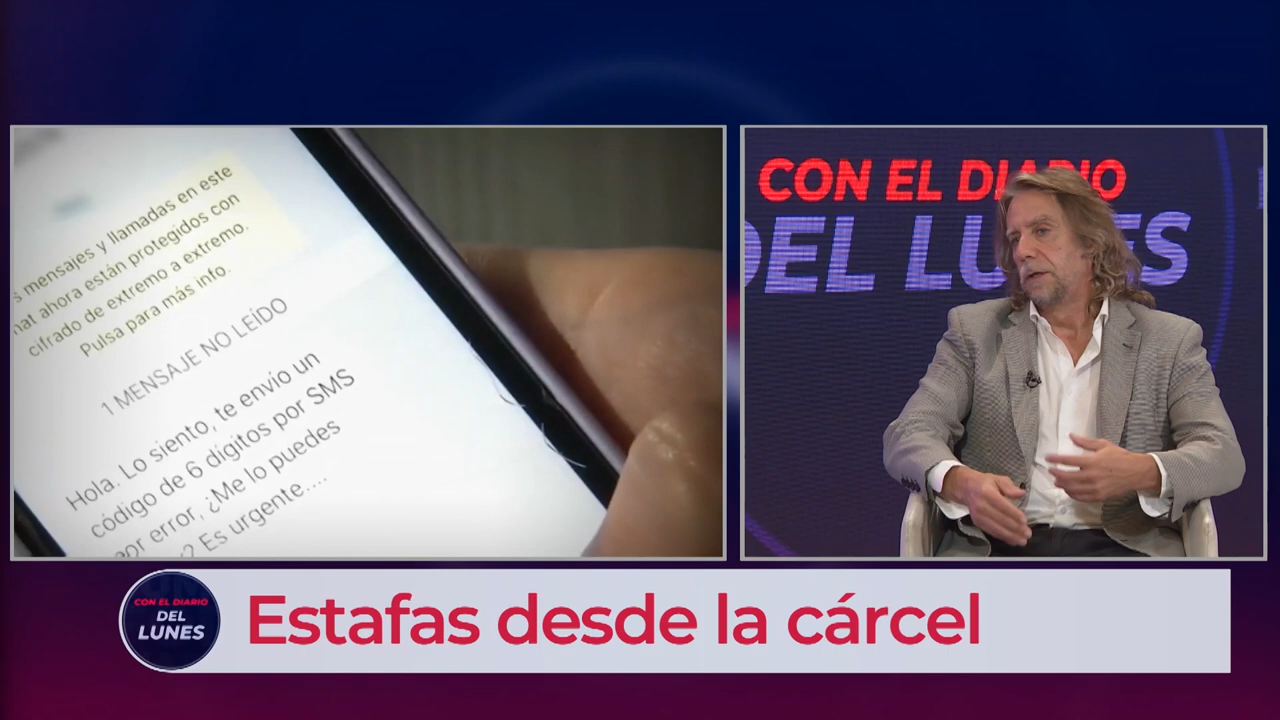 s mensajes y llamadas en este
hat ahora están protegidos con
cifrado de extremo a extremo.
Pulsa para más info.
1 MENSAJE NO LEÍDO
Hola. Lo siento, te envío un
código de 6 dígitos por SMS
por error, ¿Me lo puedes
? Es urgente....
CON EL DIARIO
DEL LUNES
CON EL DIARIO
DEL
LUNES
Estafas desde la cárcel